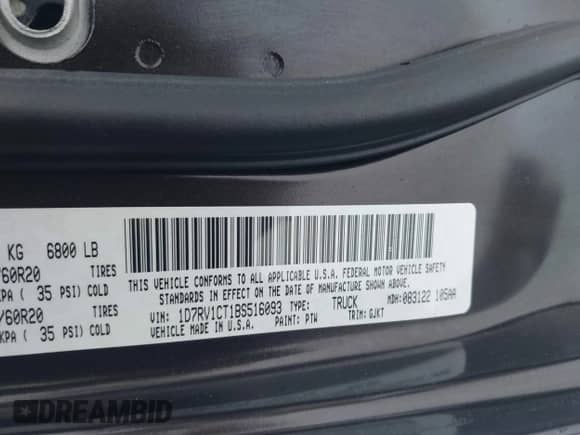 KG 6800 LB
/60R20 TIRES
KPA ( 35 PSI) COLD
/60R20 TIRES
KPA ( 35 PSI) COLD
THIS VEHICLE CONFORMS TO ALL APPLICABLE U.S.A. FEDERAL MOTOR VEHICLE SAFETY
STANDARDS IN EFFECT ON THE DATE OF MANUFACTURE SHOWN ABOVE.
VIN: 1D7RV1CT1BS516093 TYPE: TRUCK MDH: 083122 105AA
MADE IN U.S.A. PAINT: PTW TRIM: GJKT
DREAMBID